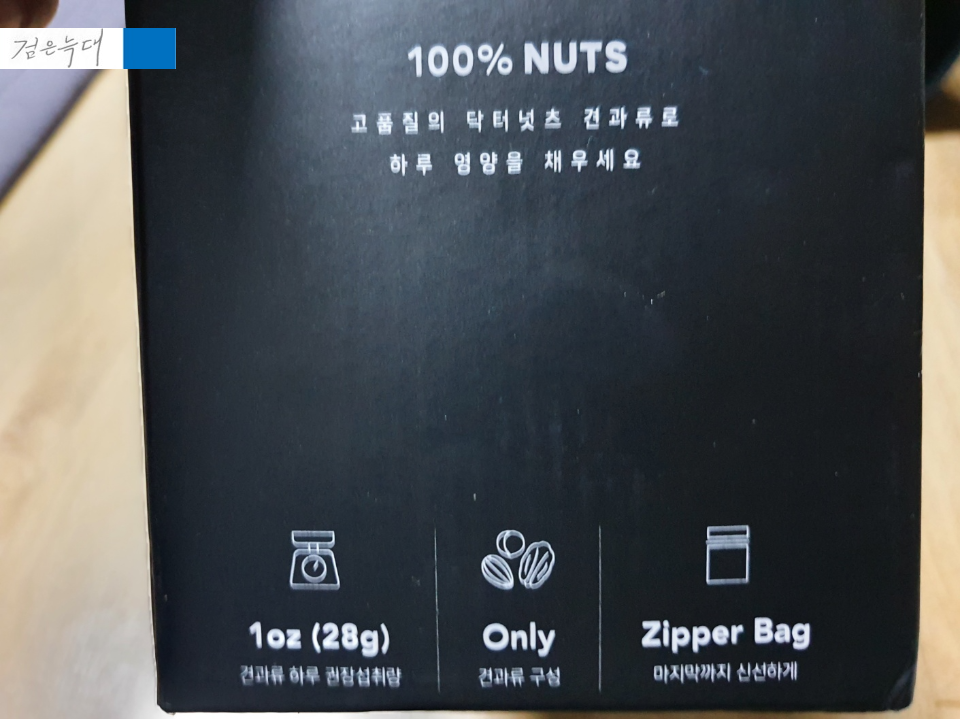 검은늑대
100% NUTS
고품질의 닥터넛츠 견과류로
하루 영양을 채우세요
1oz (28g)
견과류 하루 권장섭취량
Only
견과류 구성
Zipper Bag
마지막까지 신선하게